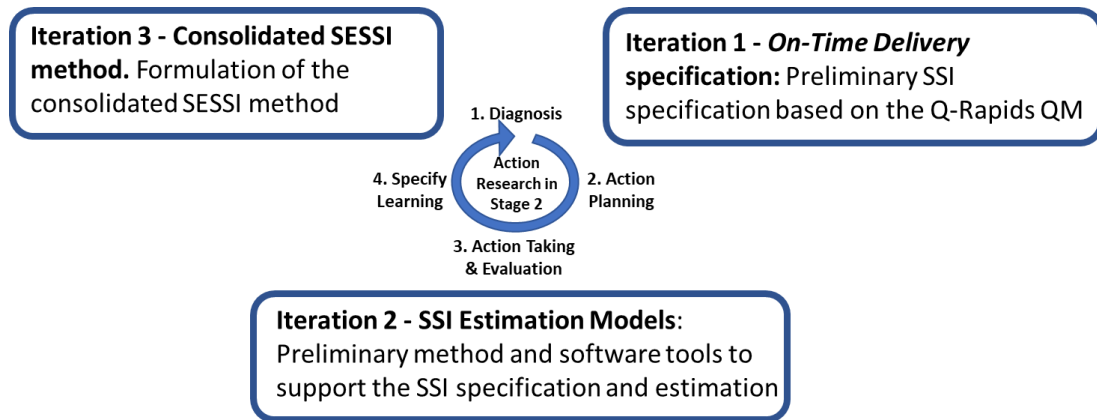 Iteration 3 - Consolidated SESSI
method. Formulation of the
consolidated SESSI method
Iteration 1 - On-Time Delivery
specification: Preliminary SSI
specification based on the Q-Rapids QM
1. Diagnosis
Action
Research in
Stage 2
2. Action
Planning
3. Action Taking
& Evaluation
4. Specify
Learning
Iteration 2 - SSI Estimation Models:
Preliminary method and software tools to
support the SSI specification and estimation